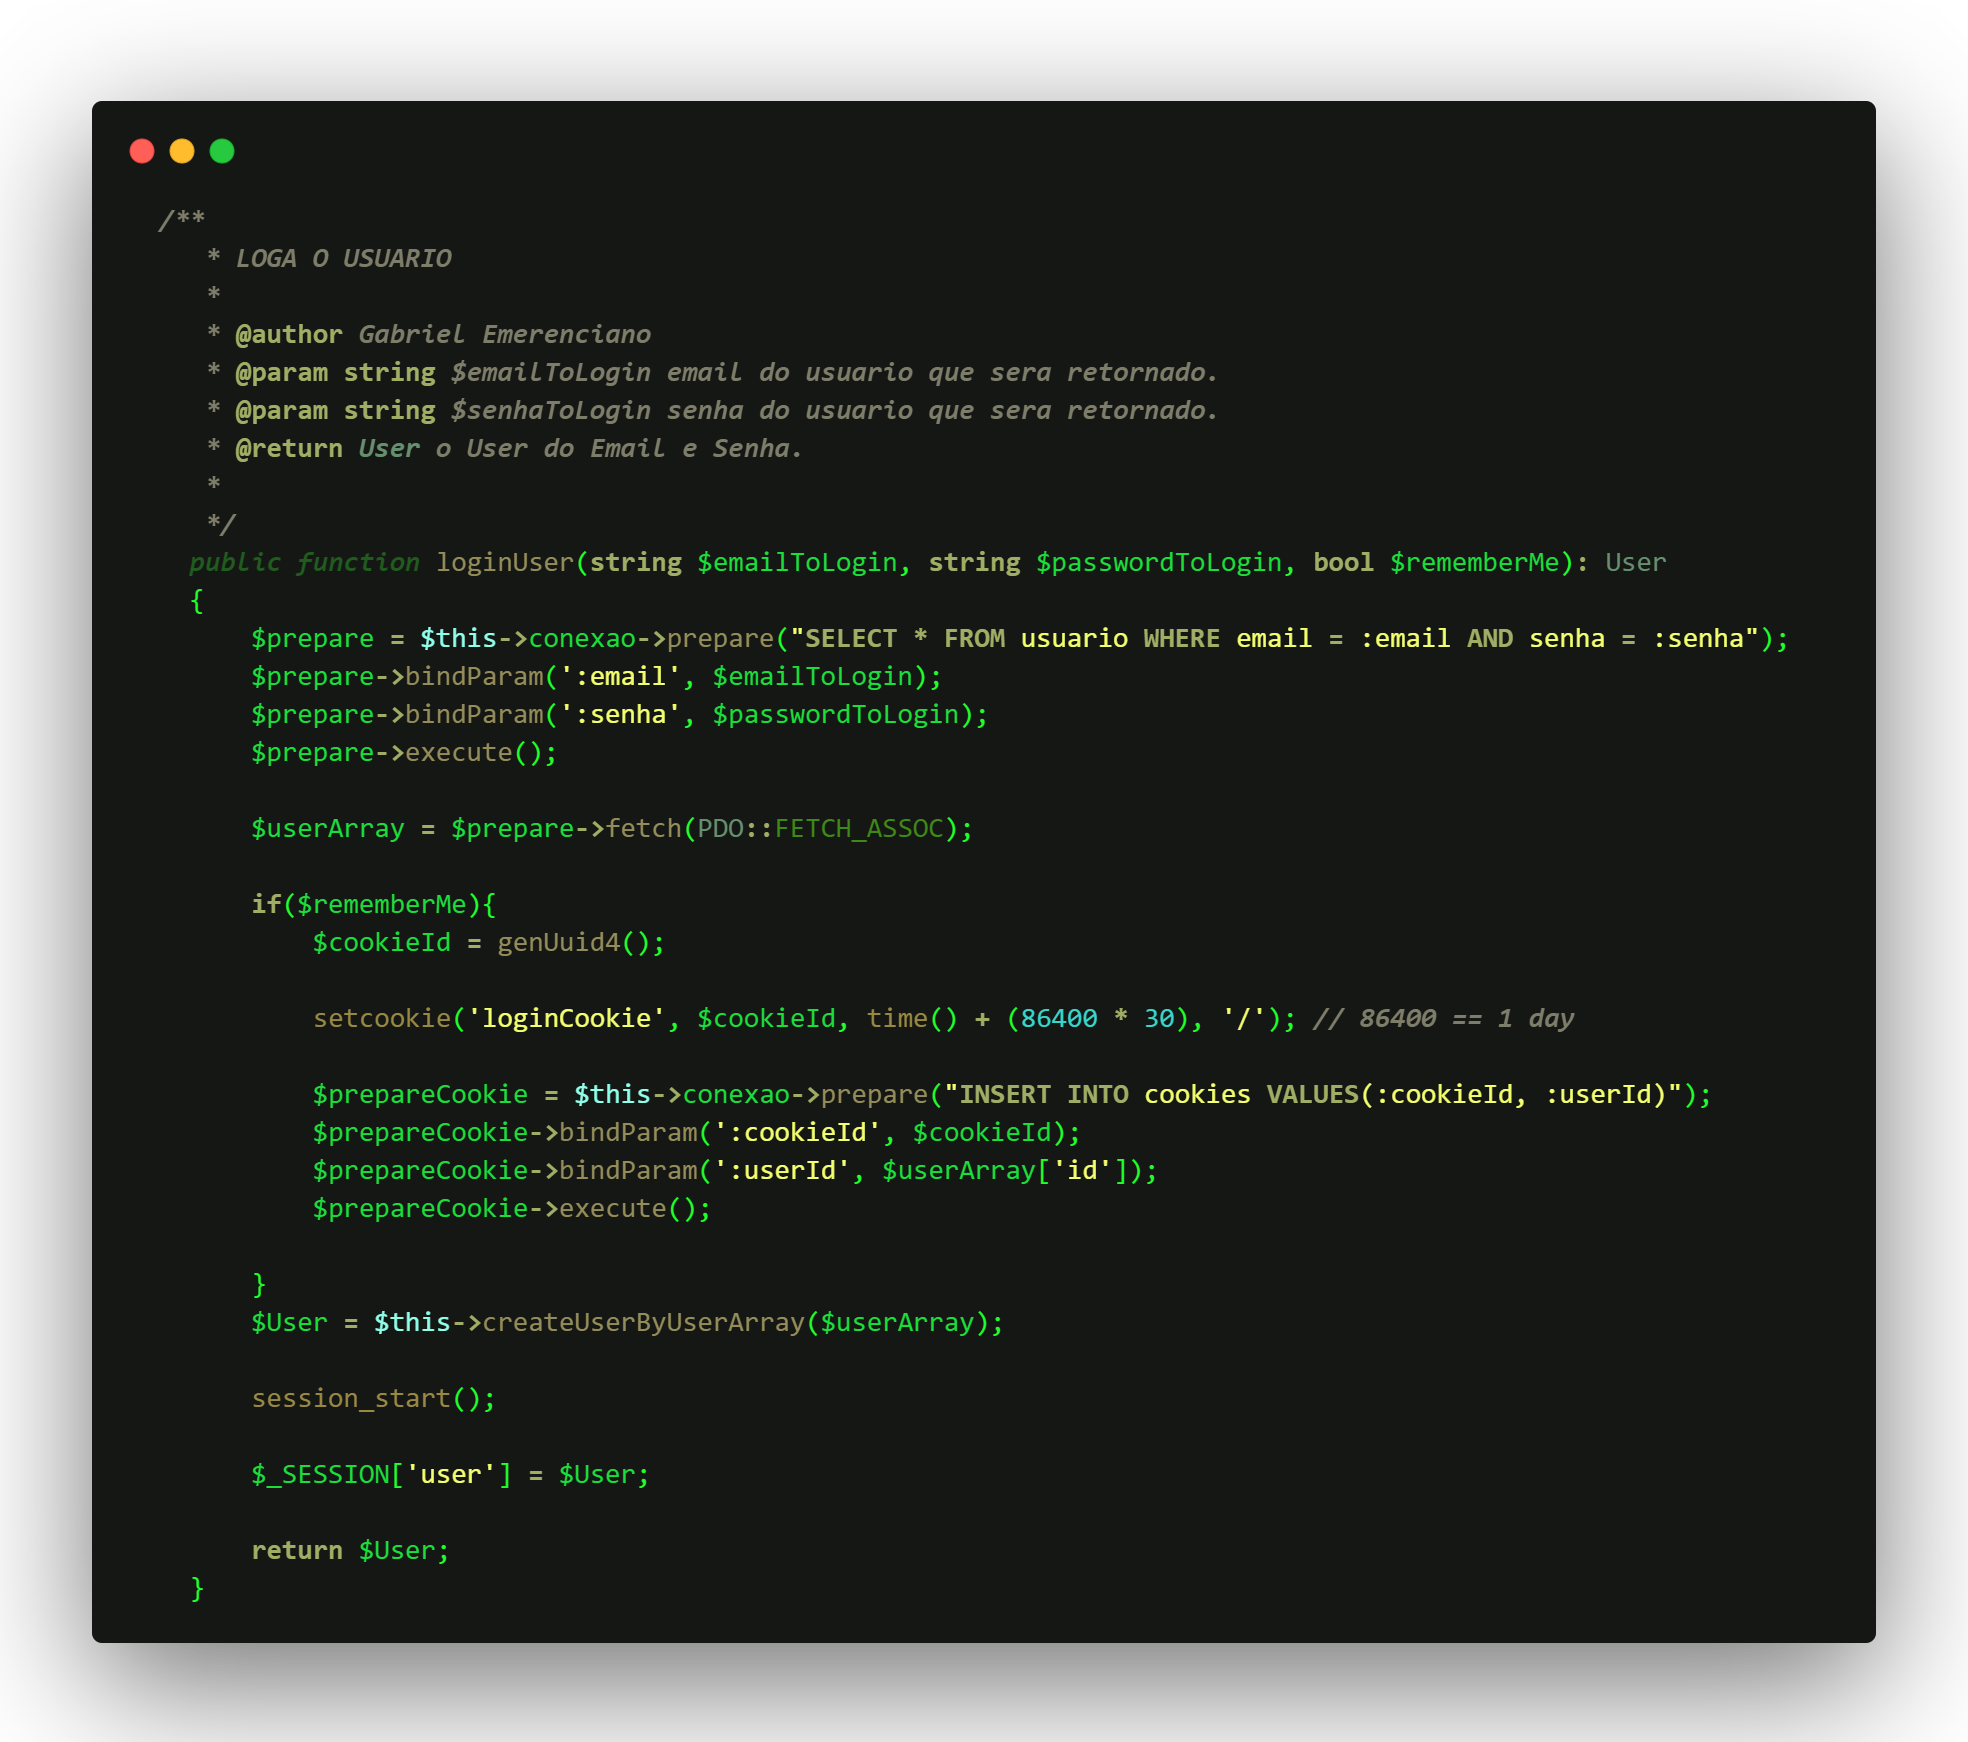 /**
* LOGA O USUARIO
*
* @author Gabriel Emerenciano
* @param string $emailToLogin email do usuario que sera retornado.
* @param string $senhaToLogin senha do usuario que sera retornado.
* @return User o User do Email e Senha.
*
*/
public function loginUser(string $emailToLogin, string $passwordToLogin, bool $rememberMe): User
{
$prepare = $this->conexao->prepare("SELECT * FROM usuario WHERE email = :email AND senha = :senha");
$prepare->bindParam(':email', $emailToLogin);
$prepare->bindParam(':senha', $passwordToLogin);
$prepare->execute();
$userArray = $prepare->fetch(PDO::FETCH_ASSOC);
if($rememberMe){
$cookieId = genUuid4();
setcookie('loginCookie', $cookieId, time() + (86400 * 30), '/'); // 86400 == 1 day
$prepareCookie = $this->conexao->prepare("INSERT INTO cookies VALUES(:cookieId, :userId)");
$prepareCookie->bindParam(':cookieId', $cookieId);
$prepareCookie->bindParam(':userId', $userArray['id']);
$prepareCookie->execute();
}
$User = $this->createUserByUserArray($userArray);
session_start();
$_SESSION['user'] = $User;
return $User;
}